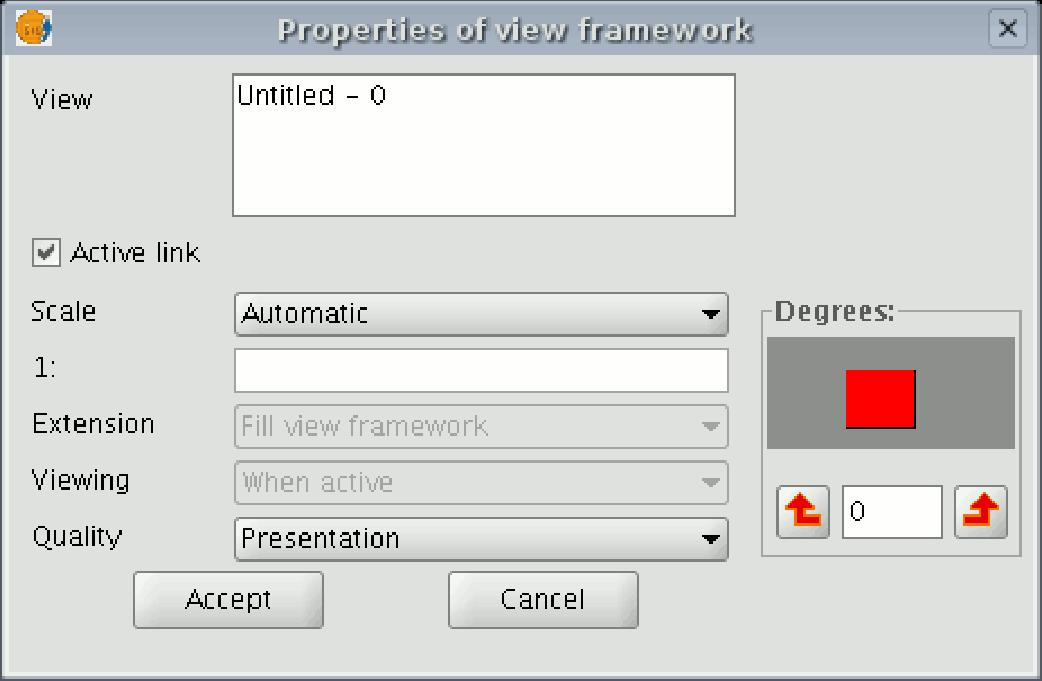 Properties of view framework
View
Untitled - 0
Active link
Scale
Automatic
Degrees:
1:
Extension
Fill view framework
Viewing
When active
0
Quality
Presentation
Accept
Cancel